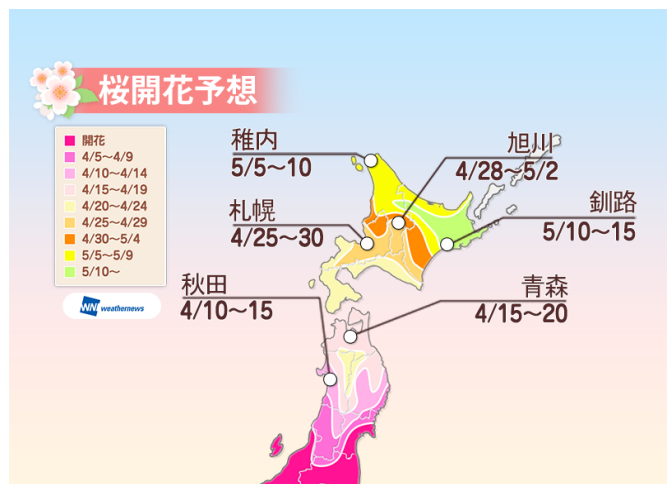 桜開花予想
開花
4/5〜4/9
4/10〜4/14
4/15〜4/19
4/20〜4/24
4/25〜4/29
4/30〜5/4
5/5〜5/9
5/10〜
WNI weathernews
稚内
5/5〜10
旭川
4/28〜5/2
札幌
4/25〜30
釧路
5/10〜15
秋田
4/10〜15
青森
4/15〜20